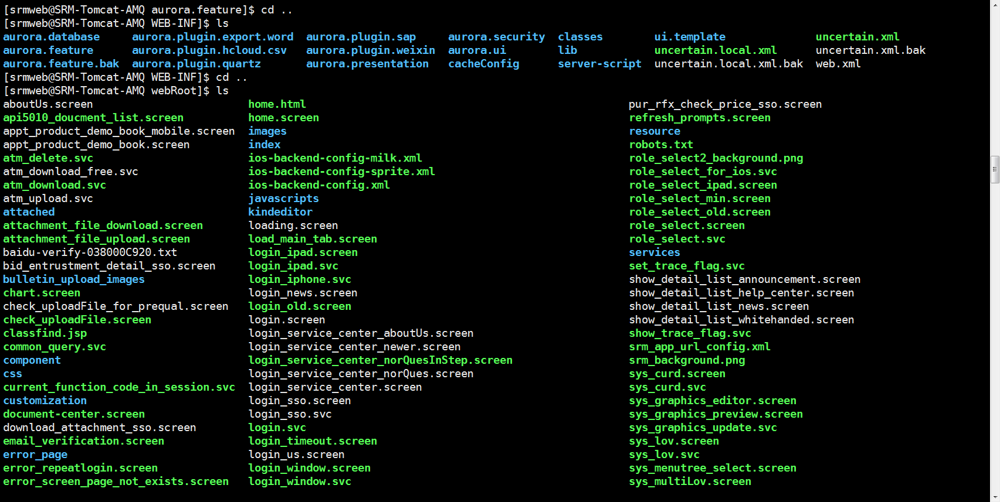 [srmweb@SRM-Tomcat-AMQ aurora.feature]$ cd ..
[srmweb@SRM-Tomcat-AMQ WEB-INF]$ ls
aurora.database     aurora.plugin.export.word  aurora.plugin.sap     aurora.security  classes        ui.template              uncertain.xml
aurora.feature      aurora.plugin.hcloud.csv   aurora.plugin.weixin  aurora.ui        lib            uncertain.local.xml      uncertain.xml.bak
aurora.feature.bak  aurora.plugin.quartz       aurora.presentation   cacheConfig      server-script  uncertain.local.xml.bak  web.xml
[srmweb@SRM-Tomcat-AMQ WEB-INF]$ cd ..
[srmweb@SRM-Tomcat-AMQ webRoot]$ ls
aboutUs.screen                        home.html                                                  pur_rfx_check_price_sso.screen
api5010_doucment_list.screen          home.screen                                                refresh_prompts.screen
appt_product_demo_book_mobile.screen  images                                                     resource
appt_product_demo_book.screen         index                                                      robots.txt
atm_delete.svc                        ios-backend-config-milk.xml                                role_select2_background.png
atm_download_free.svc                 ios-backend-config-sprite.xml                              role_select_for_ios.svc
atm_download.svc                      ios-backend-config.xml                                     role_select_ipad.screen
atm_upload.svc                        javascripts                                                role_select_min.screen
attached                              kindeditor                                                 role_select_old.screen
attachment_file_download.screen       loading.screen                                             role_select.screen
attachment_file_upload.screen         load_main_tab.screen                                       role_select.svc
baidu-verify-038000C920.txt           login_ipad.screen                                          services
bid_entrustment_detail_sso.screen     login_ipad.svc                                             set_trace_flag.svc
bulletin_upload_images                login_iphone.svc                                           show_detail_list_announcement.screen
chart.screen                          login_news.screen                                          show_detail_list_help_center.screen
check_uploadFile_for_prequal.screen   login_old.screen                                           show_detail_list_news.screen
check_uploadFile.screen               login.screen                                               show_detail_list_whitehanded.screen
classfind.jsp                         login_service_center_aboutUs.screen                        show_trace_flag.svc
common_query.svc                      login_service_center_newer.screen                          srm_app_url_config.xml
component                             login_service_center_norQuesInStep.screen                  srm_background.png
css                                   login_service_center_norQues.screen                        sys_curd.screen
current_function_code_in_session.svc  login_service_center.screen                                sys_curd.svc
customization                         login_sso.screen                                           sys_graphics_editor.screen
document-center.screen                login_sso.svc                                              sys_graphics_preview.screen
download_attachment_sso.screen        login.svc                                                  sys_graphics_update.svc
email_verification.screen             login_timeout.screen                                       sys_lov.screen
error_page                            login_us.screen                                            sys_lov.svc
error_repeatlogin.screen              login_window.screen                                        sys_menutree_select.screen
error_screen_page_not_exists.screen   login_window.svc                                           sys_multiLov.screen